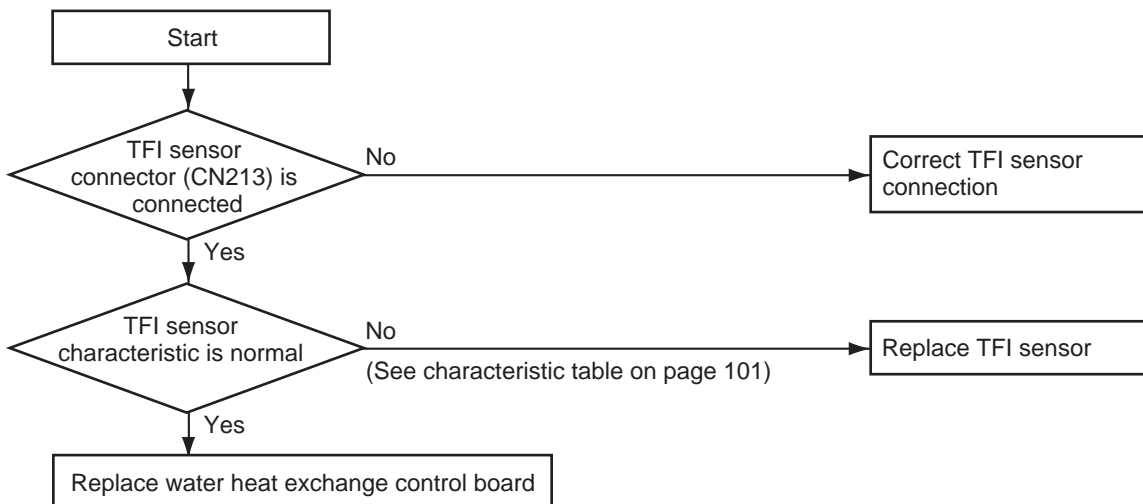 Start
TFI sensor
connector (CN213) is
connected
No
Correct TFI sensor
connection
Yes
TFI sensor
characteristic is normal
No
(See characteristic table on page 101)
Replace TFI sensor
Yes
Replace water heat exchange control board